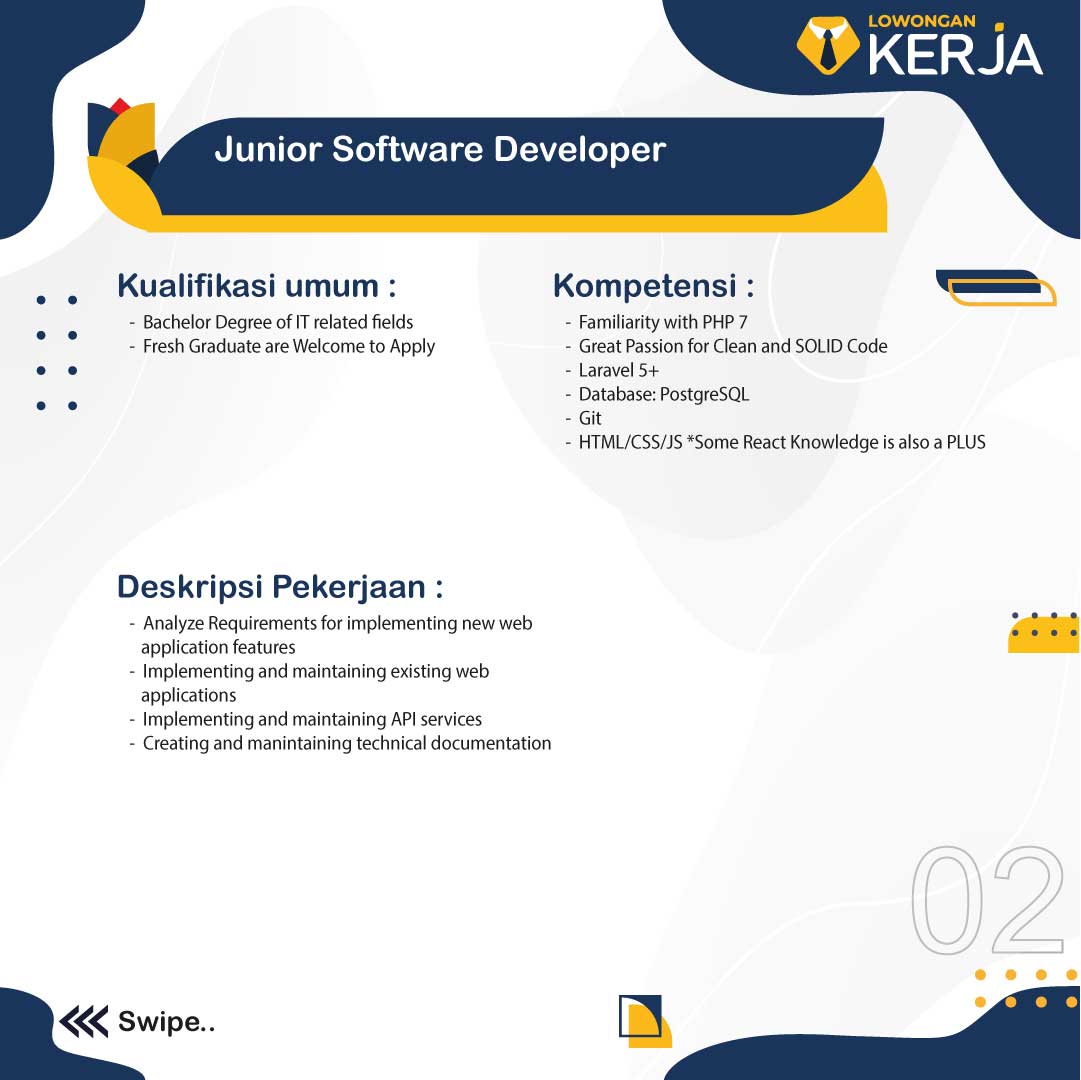 LOWONGAN
KERJA
Junior Software Developer
Kualifikasi umum :
- Bachelor Degree of IT related fields
- Fresh Graduate are Welcome to Apply
Kompetensi :
- Familiarity with PHP 7
- Great Passion for Clean and SOLID Code
- Laravel 5+
- Database: PostgreSQL
- Git
- HTML/CSS/JS *Some React Knowledge is also a PLUS
Deskripsi Pekerjaan :
- Analyze Requirements for implementing new web
application features
- Implementing and maintaining existing web
applications
- Implementing and maintaining API services
- Creating and manintaining technical documentation
02
Swipe..